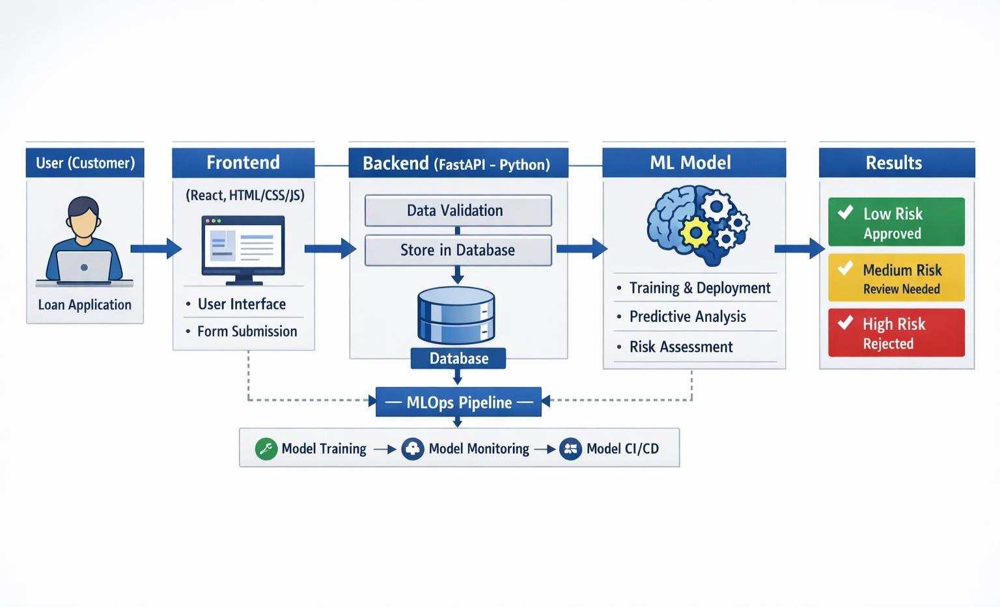 User (Customer)
Loan Application
Frontend
(React, HTML/CSS/JS)
• User Interface
• Form Submission
Backend (FastAPI – Python)
Data Validation
Store in Database
Database
ML Model
• Training & Deployment
• Predictive Analysis
• Risk Assessment
Results
Low Risk
Approved
Medium Risk
Review Needed
High Risk
Rejected
— MLOps Pipeline —
Model Training
Model Monitoring
Model CI/CD